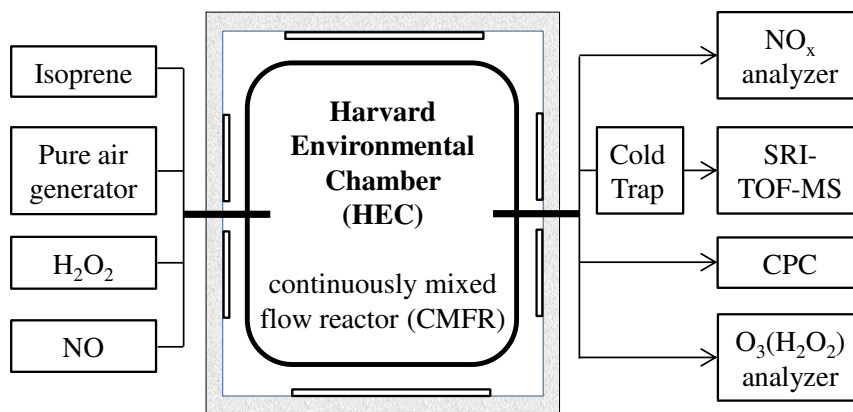 Isoprene
Pure air
generator
H₂O₂
NO
Harvard
Environmental
Chamber
(HEC)
continuously mixed
flow reactor (CMFR)
Cold
Trap
NOₓ
analyzer
SRI-
TOF-MS
CPC
O₃(H₂O₂)
analyzer